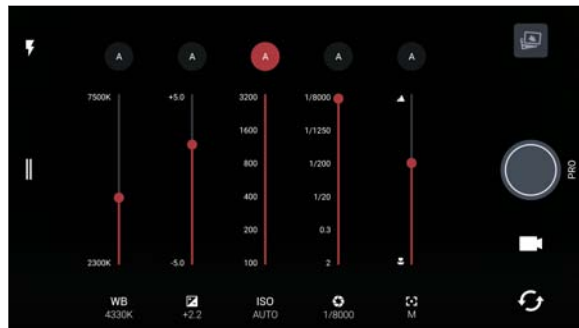 A A A A A
7500K +5.0 3200 1/8000
1600 1/1250
800 1/200
400 1/20
200 0.3
2300K -5.0 100 2
WB ISO
4330K +2.2 AUTO 1/8000 M
PRO